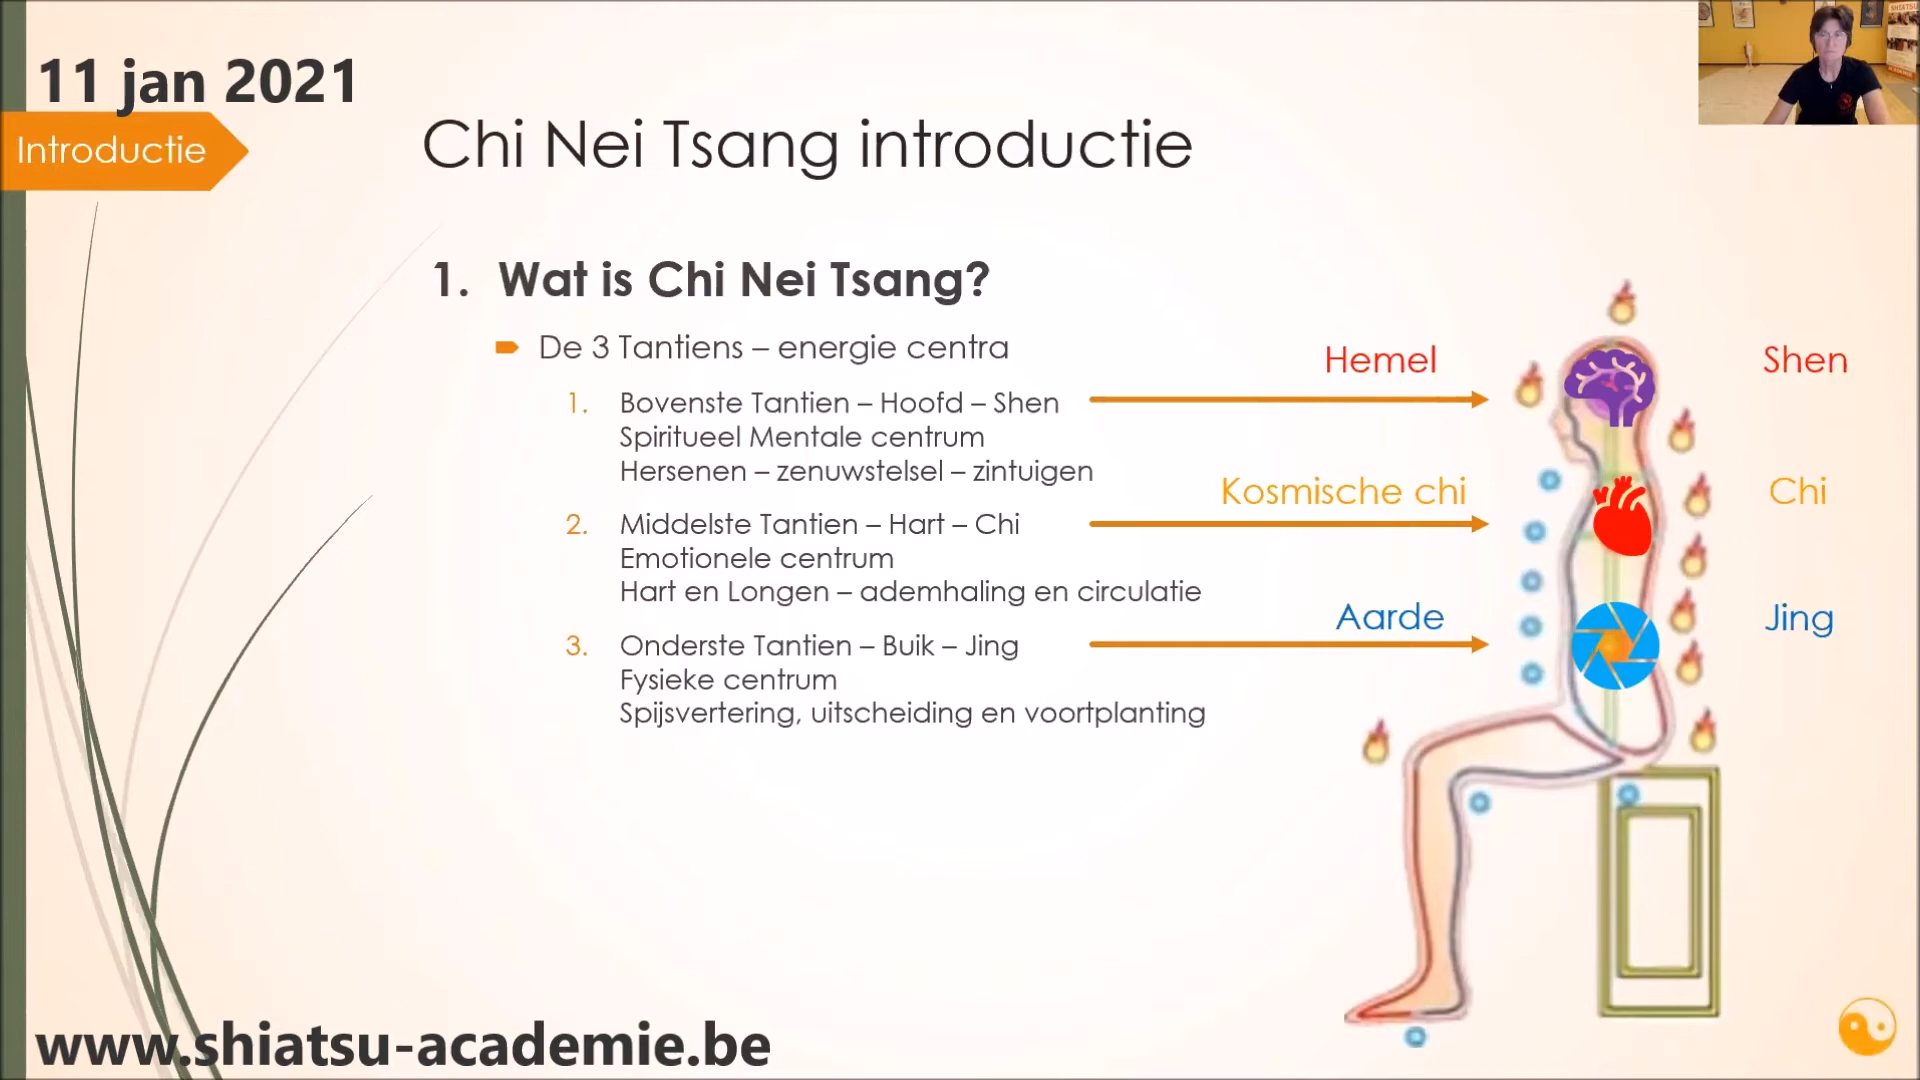 11 jan 2021
Introductie
Chi Nei Tsang introductie
1. Wat is Chi Nei Tsang?
De 3 Tantiens – energie centra
1. Bovenste Tantien – Hoofd – Shen
Spiritueel Mentale centrum
Hersenen – zenuwstelsel – zintuigen
2. Middelste Tantien – Hart – Chi
Emotionele centrum
Hart en Longen – ademhaling en circulatie
3. Onderste Tantien – Buik – Jing
Fysieke centrum
Spijsvertering, uitscheiding en voortplanting
Hemel
Shen
Kosmische chi
Chi
Aarde
Jing
SHIATSU
www.shiatsu-academie.be